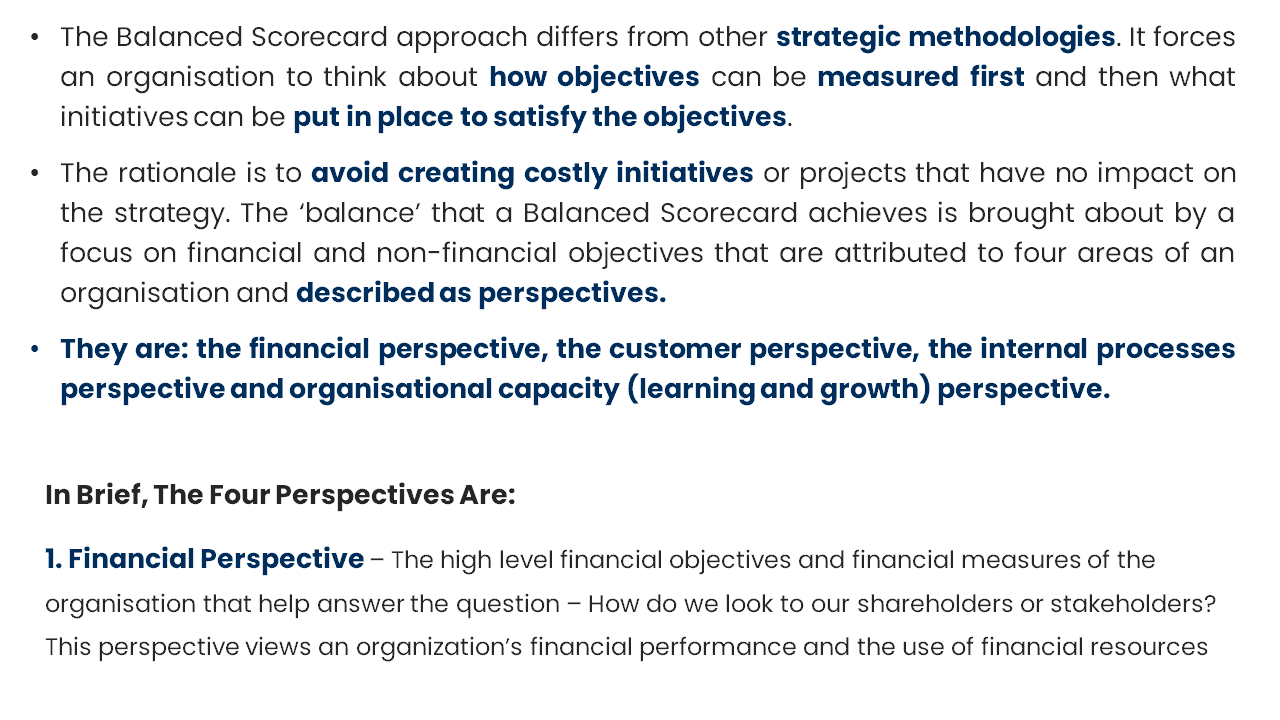 • The Balanced Scorecard approach differs from other strategic methodologies. It forces
an organisation to think about how objectives can be measured first and then what
initiatives can be put in place to satisfy the objectives.
• The rationale is to avoid creating costly initiatives or projects that have no impact on
the strategy. The ‘balance’ that a Balanced Scorecard achieves is brought about by a
focus on financial and non-financial objectives that are attributed to four areas of an
organisation and described as perspectives.
• They are: the financial perspective, the customer perspective, the internal processes
perspective and organisational capacity (learning and growth) perspective.
In Brief, The Four Perspectives Are:
1. Financial Perspective – The high level financial objectives and financial measures of the
organisation that help answer the question – How do we look to our shareholders or stakeholders?
This perspective views an organization’s financial performance and the use of financial resources